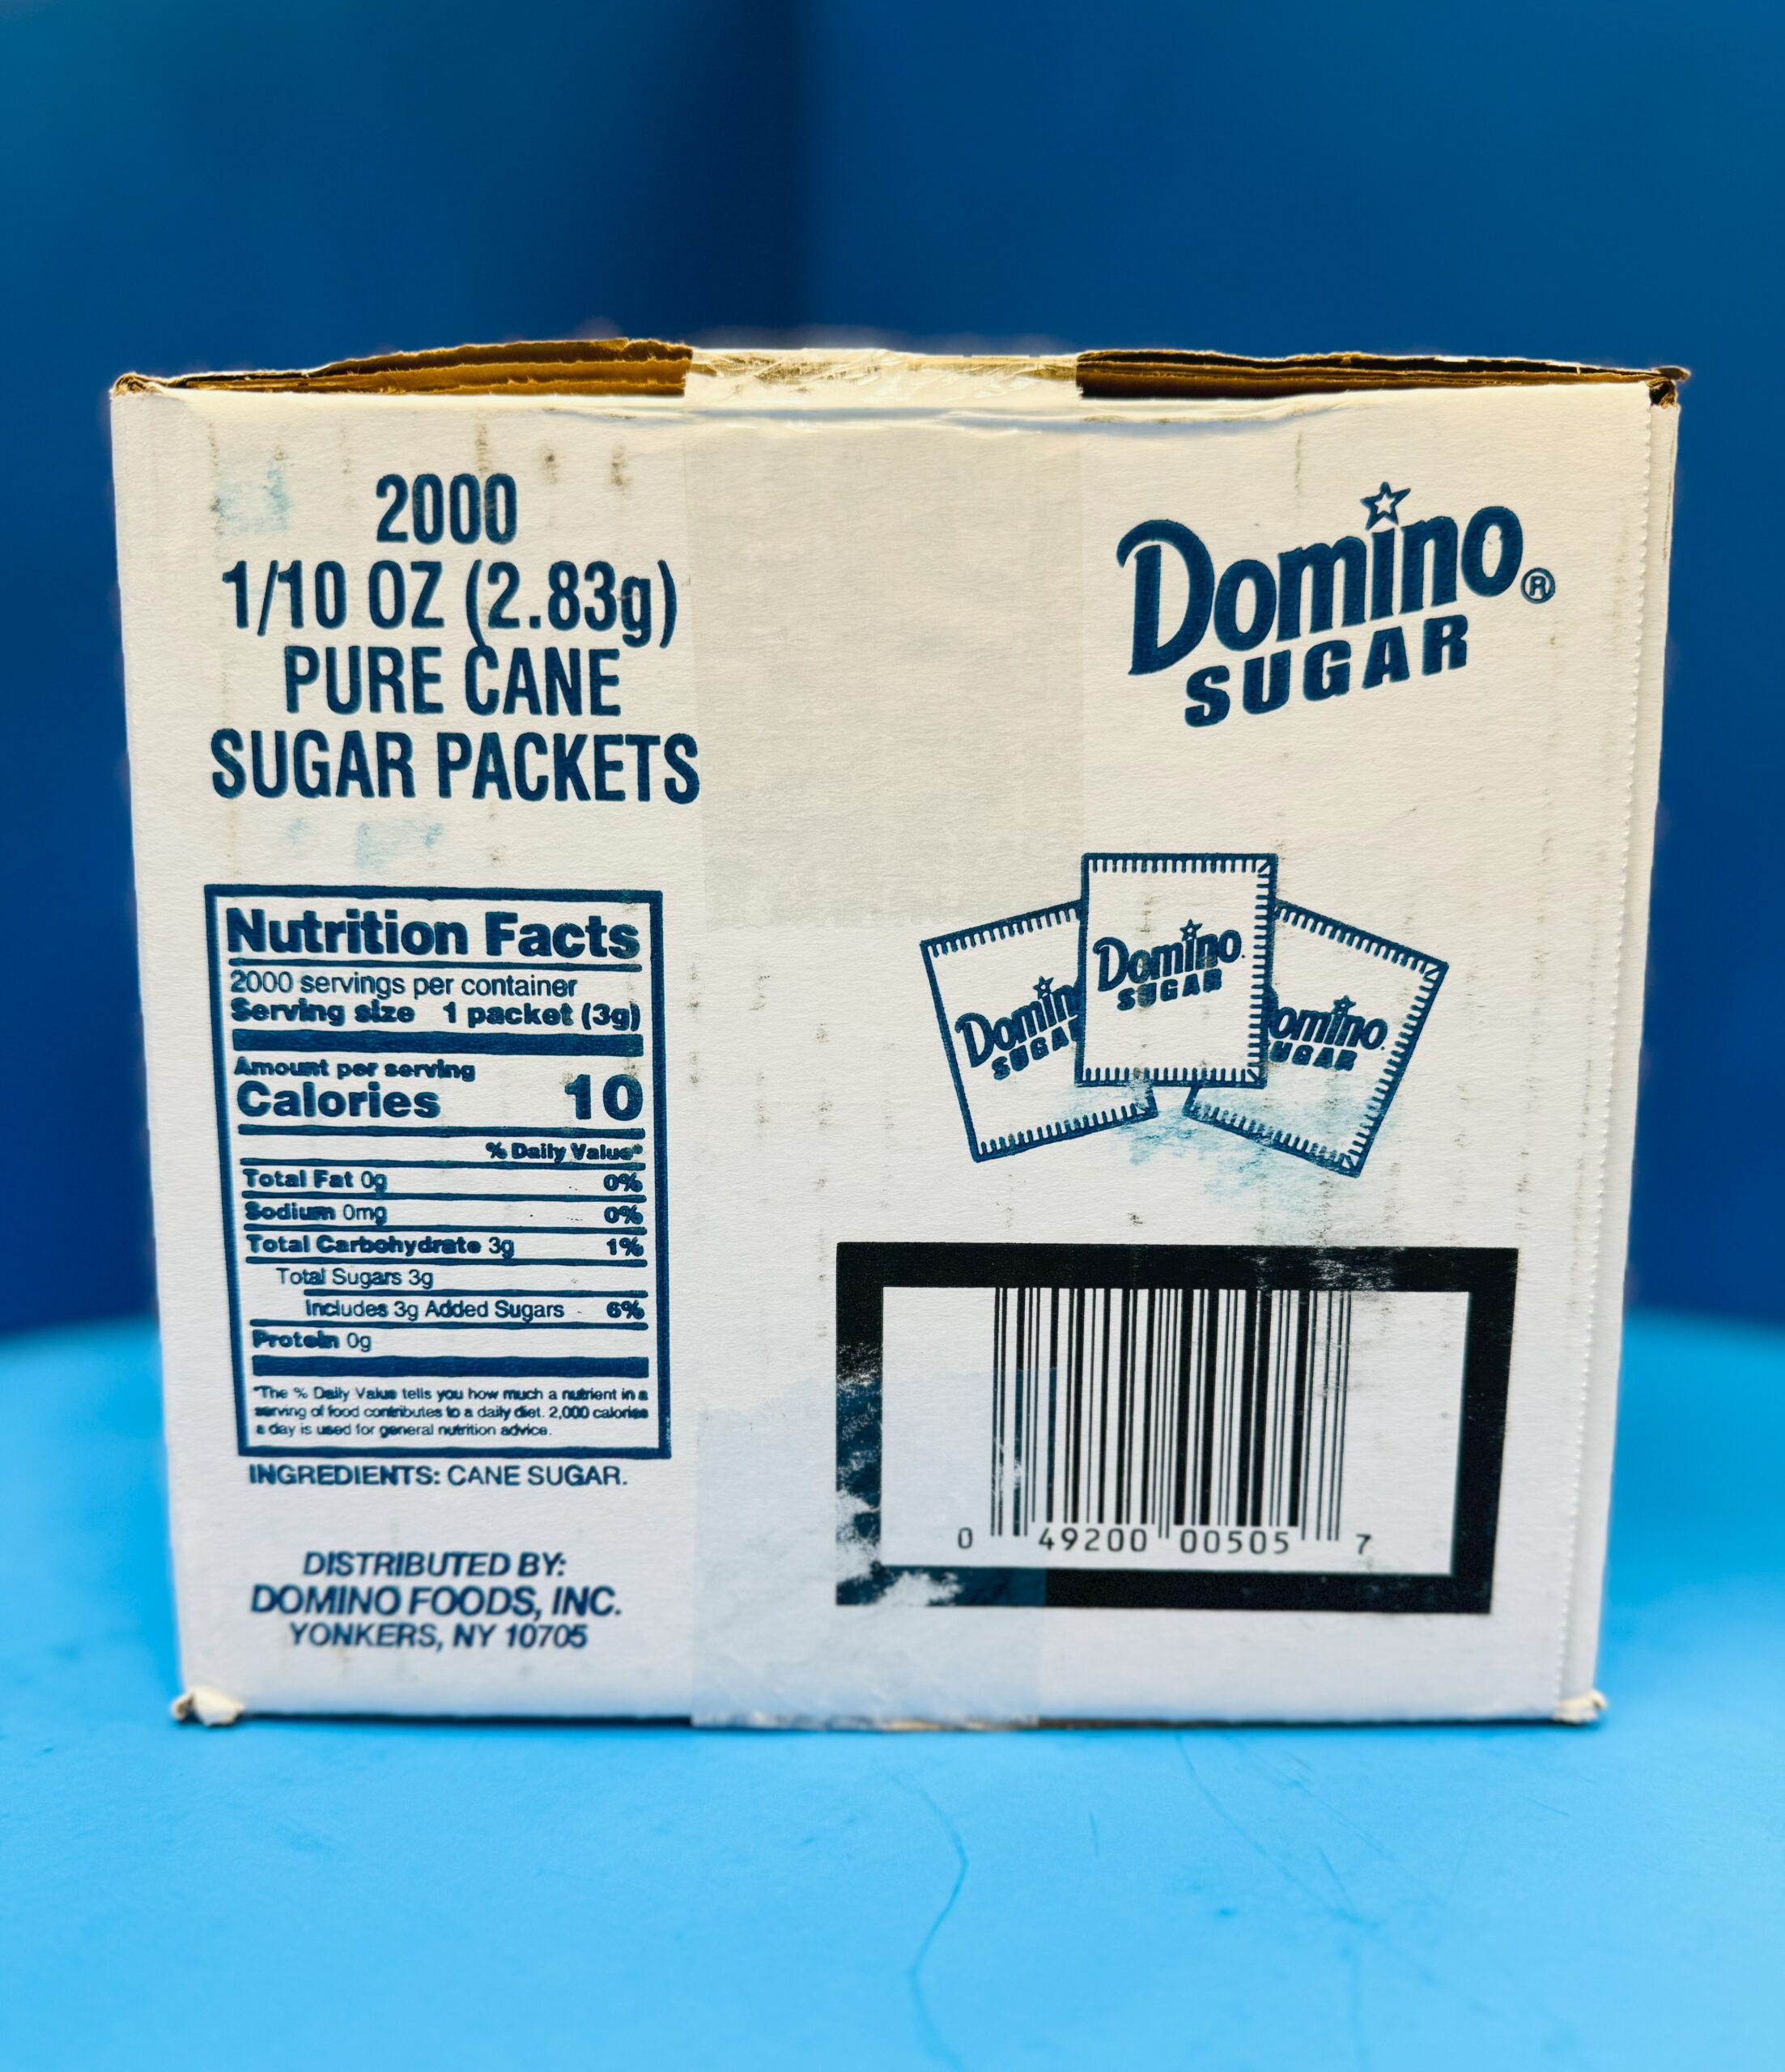 2000
1/10 OZ (2.83g)
PURE CANE
SUGAR PACKETS
Domino®
SUGAR
Nutrition Facts
2000 servings per container
Serving size 1 packet (3g)
Amount per serving
Calories 10
% Daily Value*
Total Fat 0g 0%
Sodium 0mg 0%
Total Carbohydrate 3g 1%
Total Sugars 3g
Includes 3g Added Sugars 6%
Protein 0g
*The % Daily Value tells you how much a nutrient in a
serving of food contributes to a daily diet. 2,000 calories
a day is used for general nutrition advice.
INGREDIENTS: CANE SUGAR.
DISTRIBUTED BY:
DOMINO FOODS, INC.
YONKERS, NY 10705
Domin
SUGA
Domino
SUGAR
omino
UGAR
0 49200 00505 7